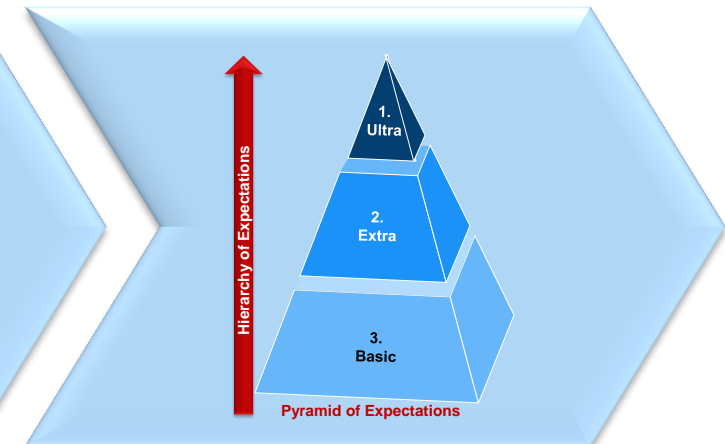 1.
Ultra
2.
Extra
Hierarchy of Expectations
3.
Basic
Pyramid of Expectations